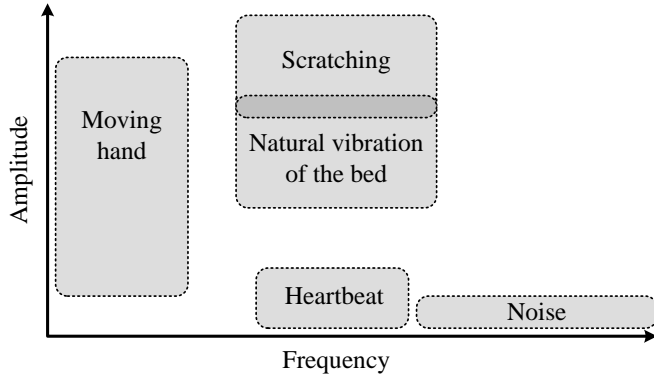 Amplitude
Moving
hand
Scratching
Natural vibration
of the bed
Heartbeat
Noise
Frequency